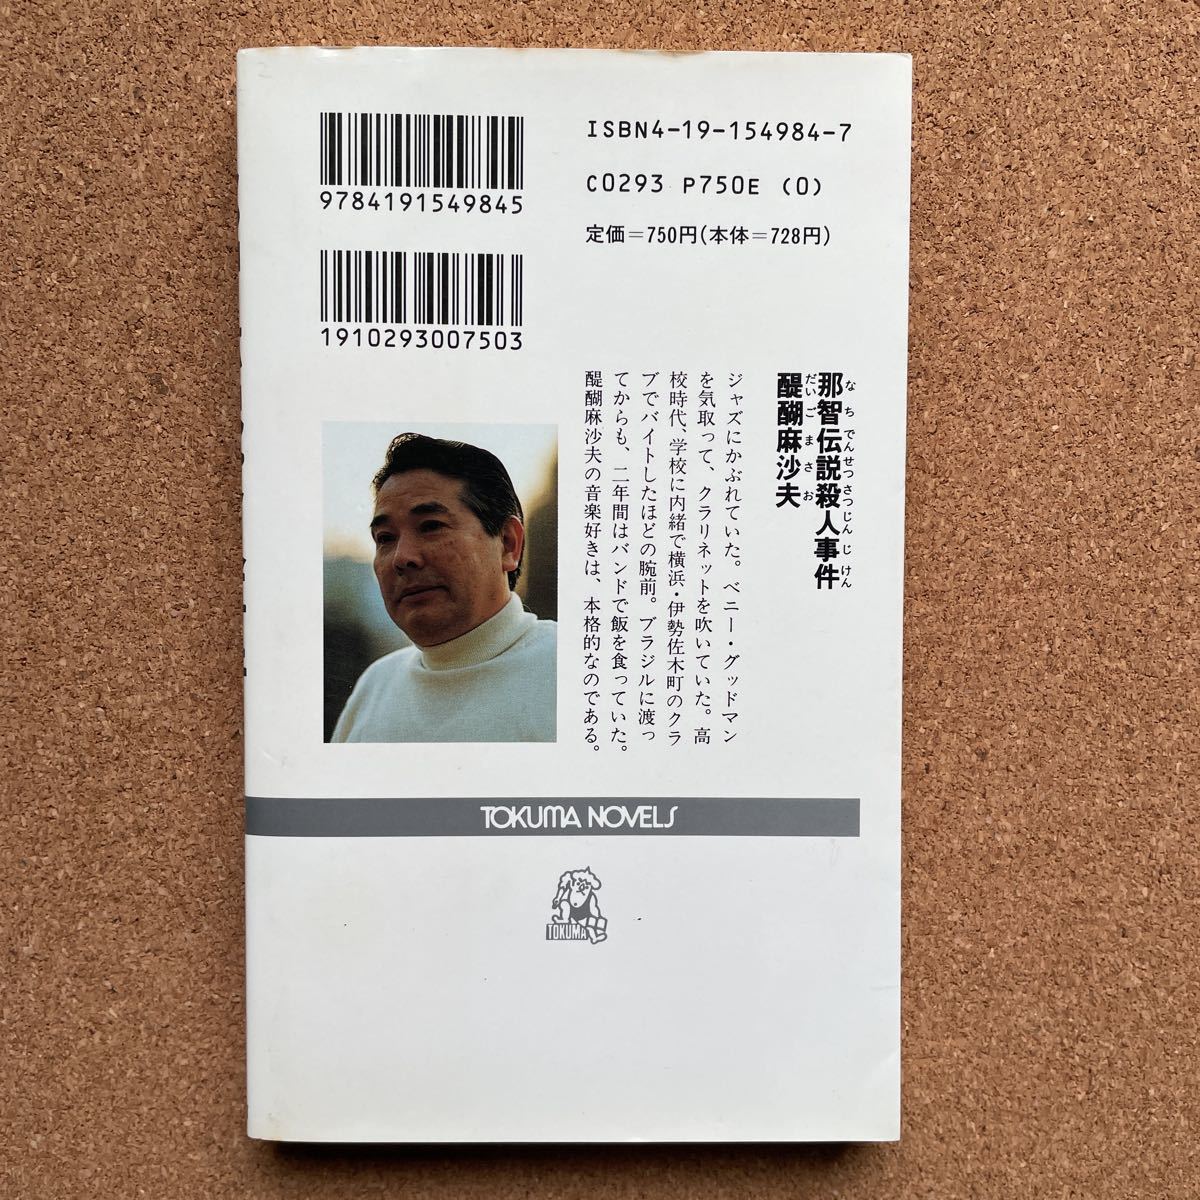 ISBN4-19-154984-7
C0293 P750E (0)
定価＝750円(本体＝728円)
9784191549845
1910293007503
那智伝説殺人事件
なちでんせつさつじんじけん
醍醐麻沙夫
だいごまさお
ジャズにかぶれていた。ベニー・グッドマン
を気取って、クラリネットを吹いていた。高
校時代、学校に内緒で横浜・伊勢佐木町のクラ
ブでバイトしたほどの腕前。ブラジルに渡っ
てからも、二年間はバンドで飯を食っていた。
醍醐麻沙夫の音楽好きは、本格的なのである。
TOKUMA NOVELS
TOKUMA